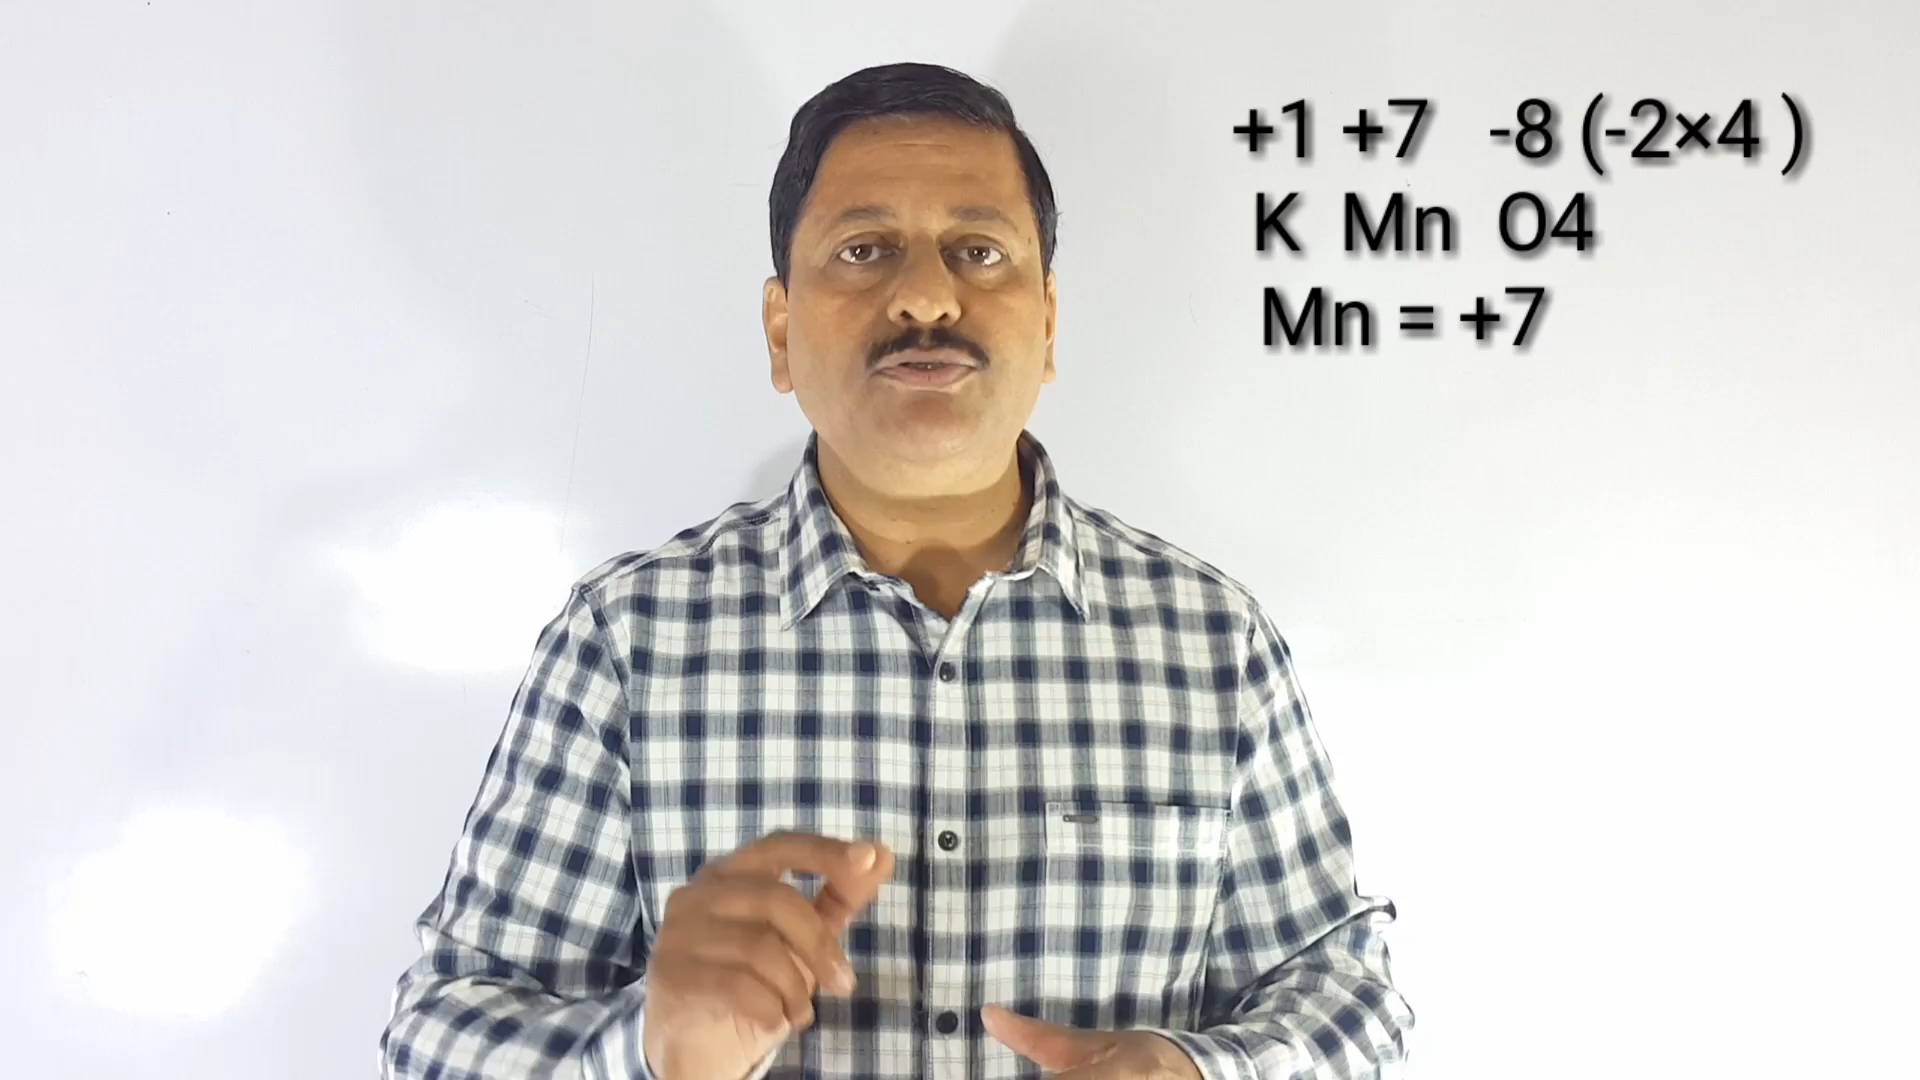 +1 +7 -8 (-2×4 )
K Mn O4
Mn = +7